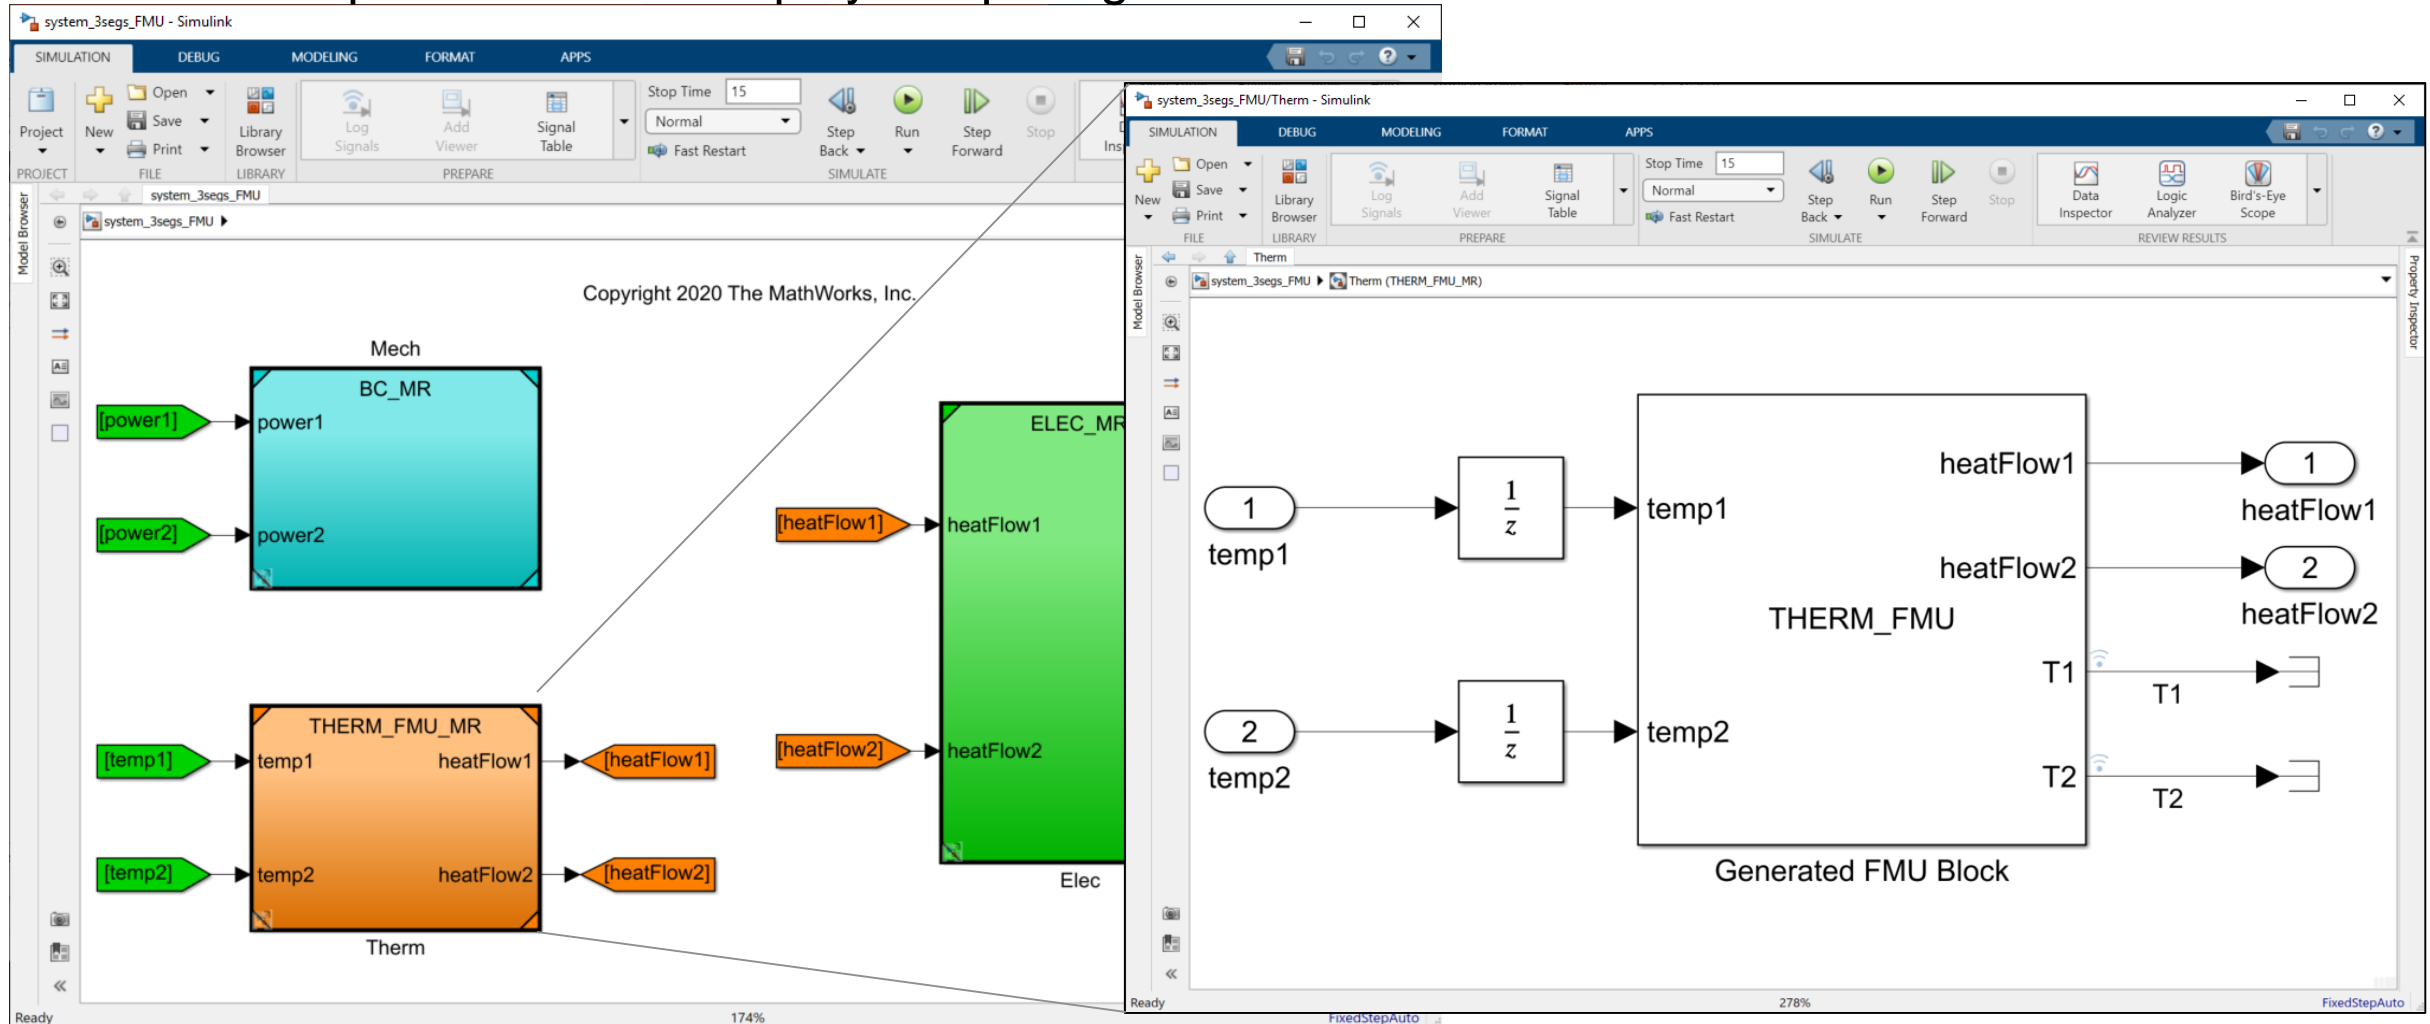 system_3segs_FMU - Simulink
SIMULATION DEBUG MODELING FORMAT APPS
Project
PROJECT
New
Open
Save
Print
FILE
Library
Browser
LIBRARY
Log
Signals
Add
Viewer
Signal
Table
PREPARE
Stop Time 15
Normal
Fast Restart
Step
Back
Run
Step
Forward
Stop
SIMULATE
Model Browser
system_3segs_FMU
system_3segs_FMU
Copyright 2020 The MathWorks, Inc.
Mech
BC_MR
[power1]
power1
[power2]
power2
THERM_FMU_MR
[temp1]
temp1
heatFlow1
[heatFlow1]
[temp2]
temp2
heatFlow2
[heatFlow2]
Therm
ELEC_MR
[heatFlow1]
heatFlow1
[heatFlow2]
heatFlow2
Elec
Ready
174%
FixedStepAuto
system_3segs_FMU/Therm - Simulink
SIMULATION DEBUG MODELING FORMAT APPS
New
Open
Save
Print
FILE
Library
Browser
LIBRARY
Log
Signals
Add
Viewer
Signal
Table
PREPARE
Stop Time 15
Normal
Fast Restart
Step
Back
Run
Step
Forward
Stop
SIMULATE
Data
Inspector
Logic
Analyzer
Bird's-Eye
Scope
REVIEW RESULTS
Model Browser
Therm
system_3segs_FMU Therm (THERM_FMU_MR)
Property Inspector
1
temp1
1
z
temp1
2
temp2
1
z
temp2
THERM_FMU
heatFlow1
1
heatFlow1
heatFlow2
2
heatFlow2
T1
T1
T2
T2
Generated FMU Block
Ready
278%
FixedStepAuto